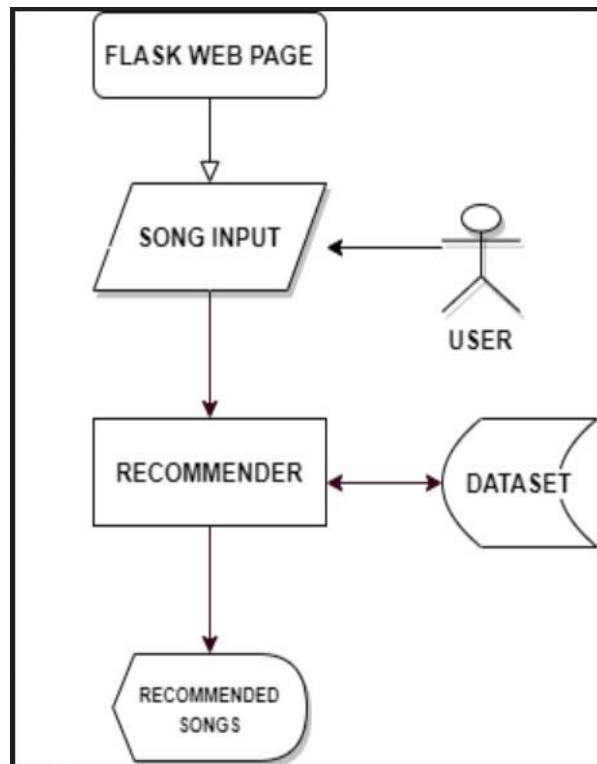 FLASK WEB PAGE
SONG INPUT
USER
RECOMMENDER
DATASET
RECOMMENDED
SONGS